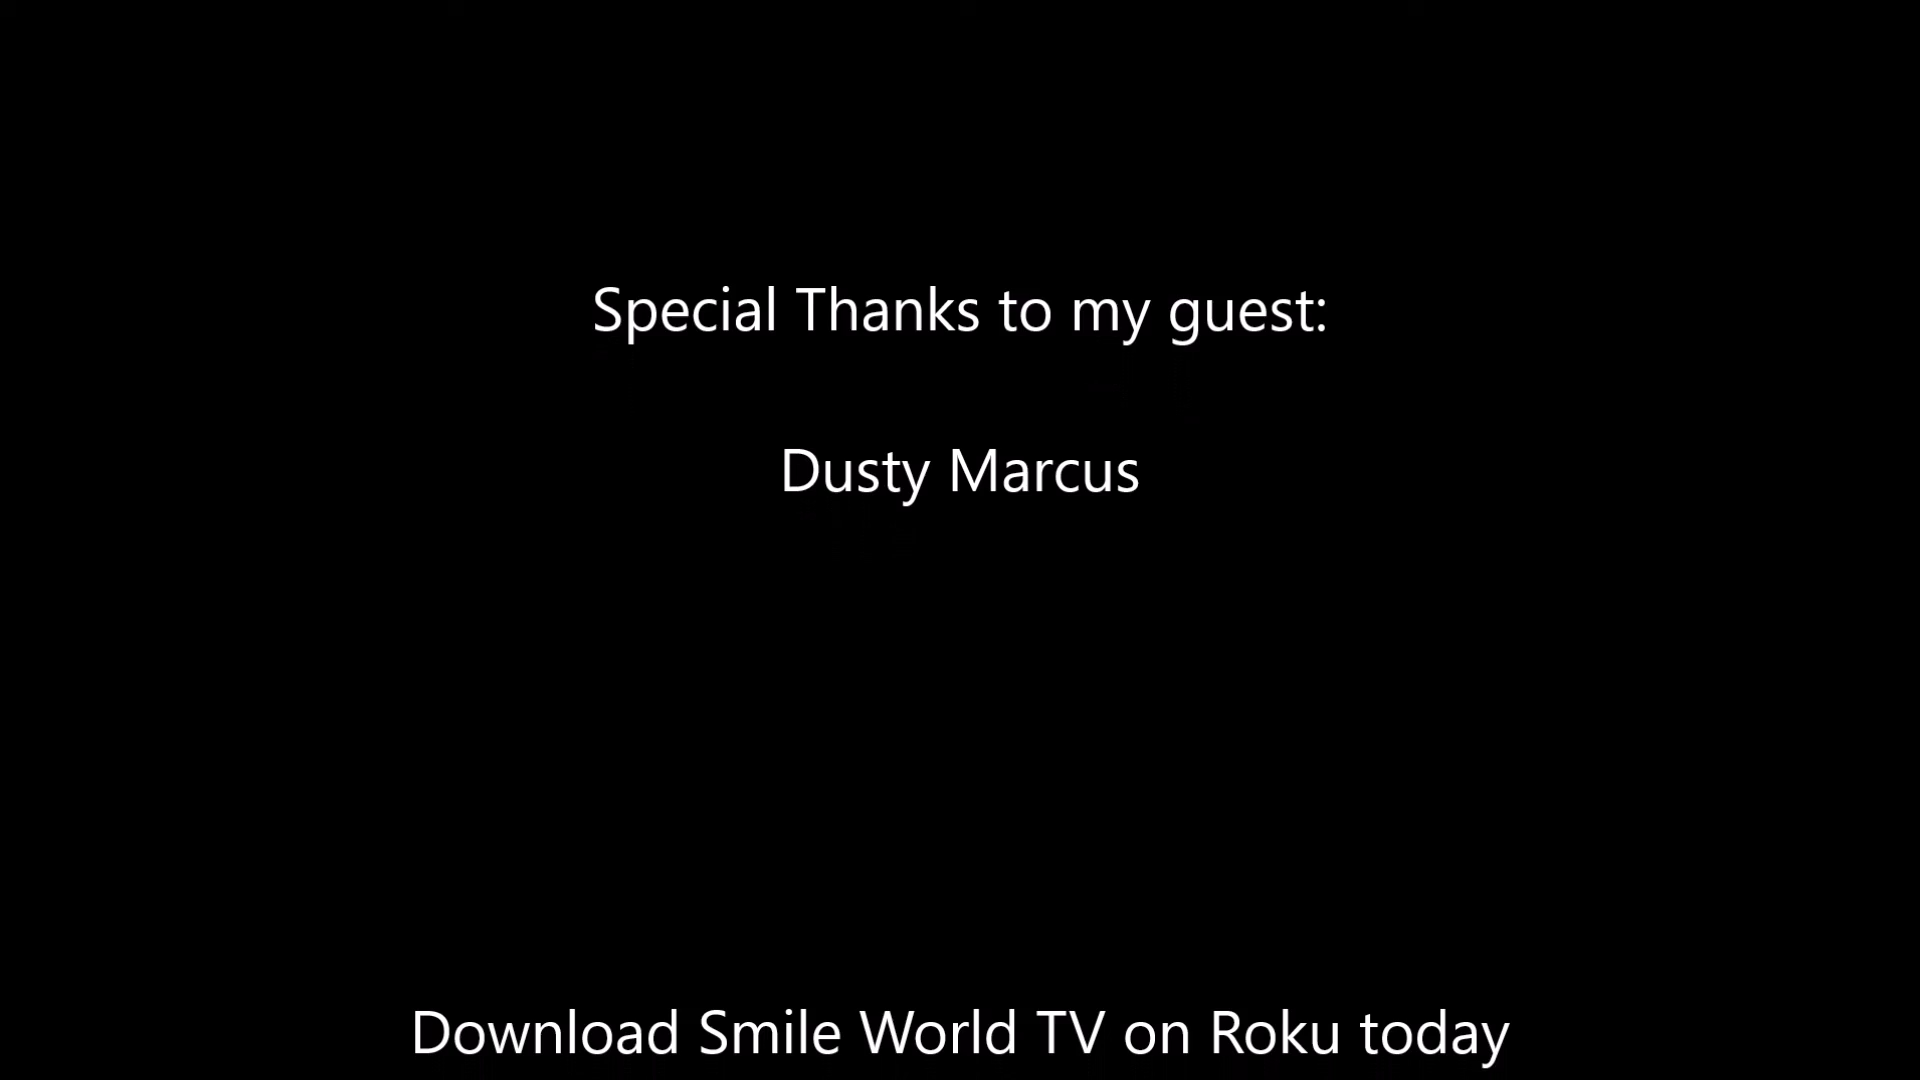 Special Thanks to my guest:
Dusty Marcus
Download Smile World TV on Roku today